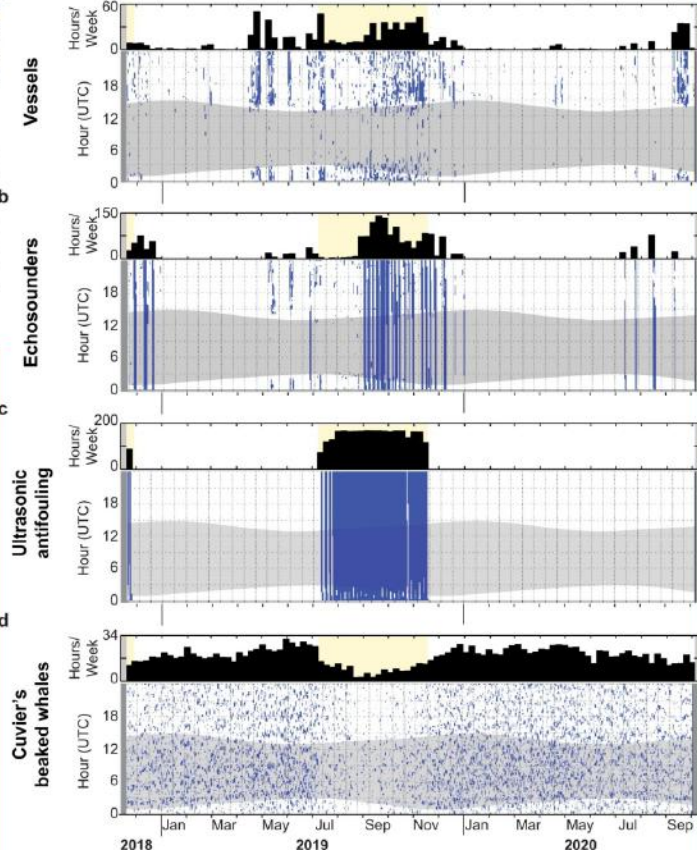 60
0
Hours/
Week
Vessels
Hour (UTC)
18
12
6
0
b
150
0
Hours/
Week
Echosounders
Hour (UTC)
18
12
6
0
c
200
0
Hours/
Week
Ultrasonic
antifouling
Hour (UTC)
18
12
6
0
d
34
0
Hours/
Week
Cuvier's
beaked whales
Hour (UTC)
18
12
6
0
Jan Mar May Jul Sep Nov Jan Mar May Jul Sep
2018 2019 2020